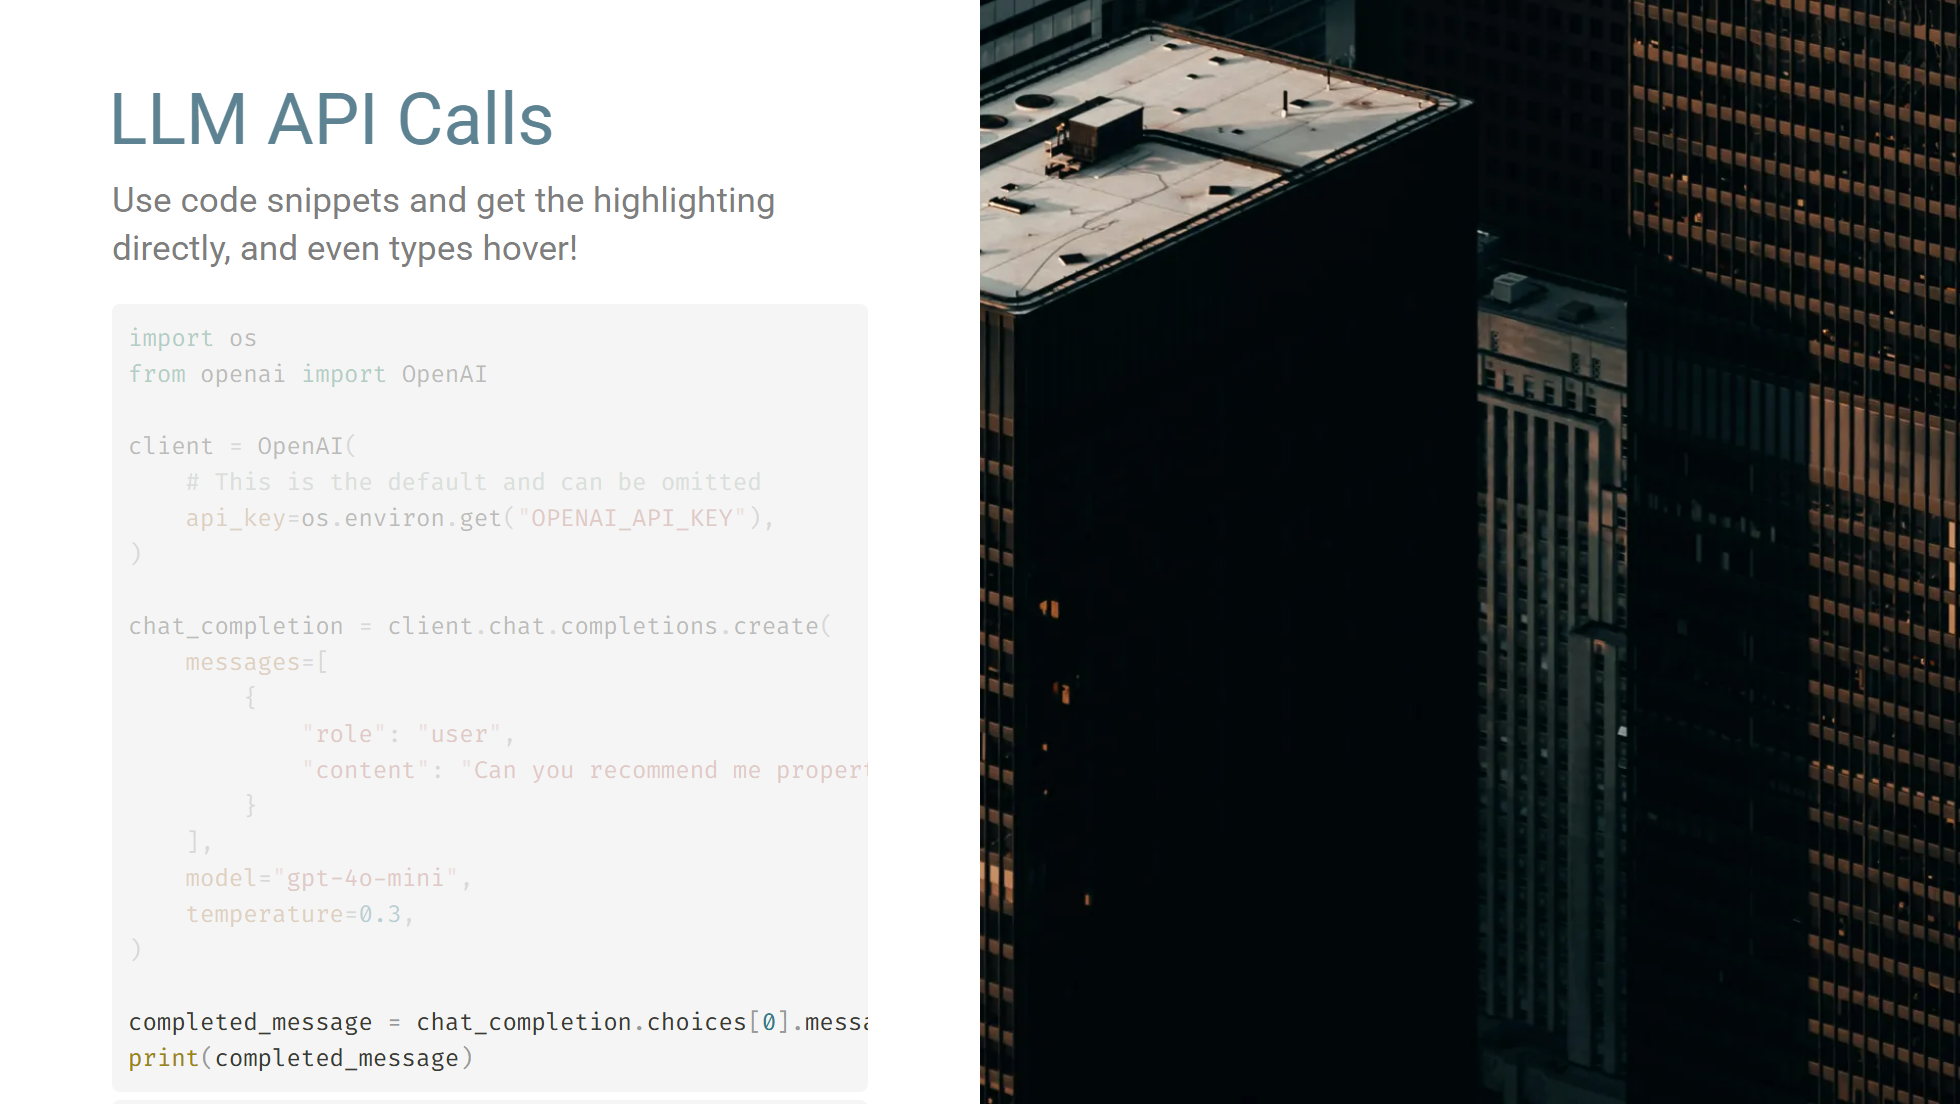 LLM API Calls
Use code snippets and get the highlighting
directly, and even types hover!
import os
from openai import OpenAI
client = OpenAI(
    # This is the default and can be omitted
    api_key=os.environ.get("OPENAI_API_KEY"),
)
chat_completion = client.chat.completions.create(
    messages=[
        {
            "role": "user",
            "content": "Can you recommend me
        }
    ],
    model="gpt-4o-mini",
    temperature=0.3,
)
completed_message = chat_completion.choices[0].
print(completed_message)